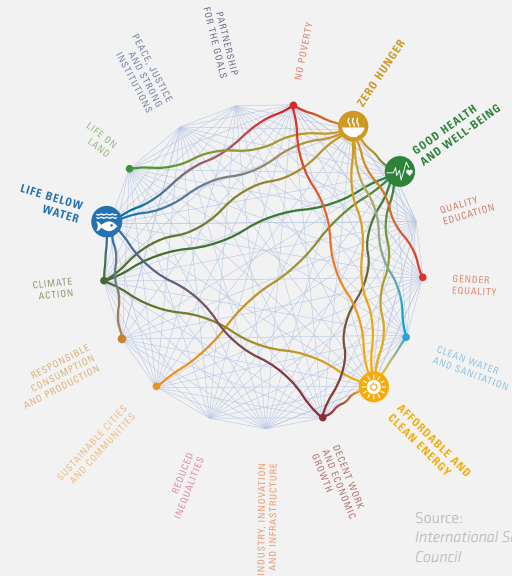 NO POVERTY
ZERO HUNGER
GOOD HEALTH
AND WELL-BEING
QUALITY
EDUCATION
GENDER
EQUALITY
CLEAN WATER
AND SANITATION
AFFORDABLE AND
CLEAN ENERGY
DECENT WORK
AND ECONOMIC
GROWTH
INDUSTRY, INNOVATION
AND INFRASTRUCTURE
REDUCED
INEQUALITIES
SUSTAINABLE CITIES
AND COMMUNITIES
RESPONSIBLE
CONSUMPTION
AND PRODUCTION
CLIMATE
ACTION
LIFE BELOW
WATER
LIFE ON
LAND
PEACE, JUSTICE
AND STRONG
INSTITUTIONS
PARTNERSHIP
FOR THE GOALS
Source:
International
Council